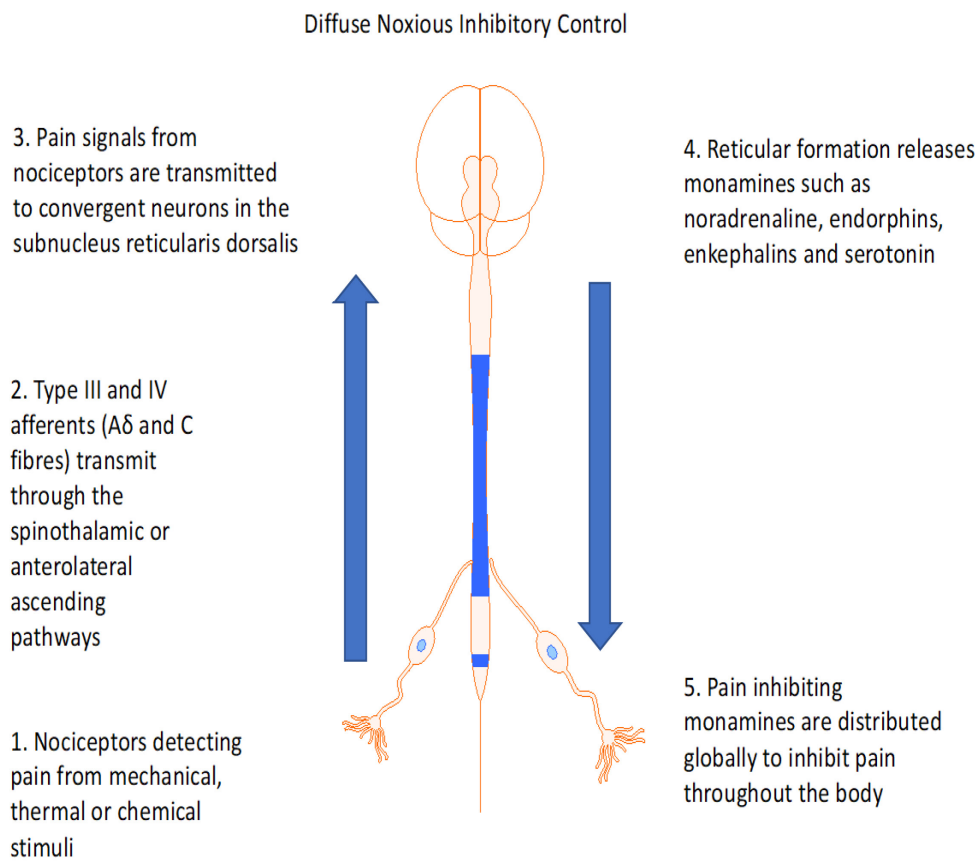 Diffuse Noxious Inhibitory Control
3. Pain signals from
nociceptors are transmitted
to convergent neurons in the
subnucleus reticularis dorsalis
4. Reticular formation releases
monamines such as
noradrenaline, endorphins,
enkephalins and serotonin
2. Type III and IV
afferents (Aδ and C
fibres) transmit
through the
spinothalamic or
anterolateral
ascending
pathways
1. Nociceptors detecting
pain from mechanical,
thermal or chemical
stimuli
5. Pain inhibiting
monamines are distributed
globally to inhibit pain
throughout the body